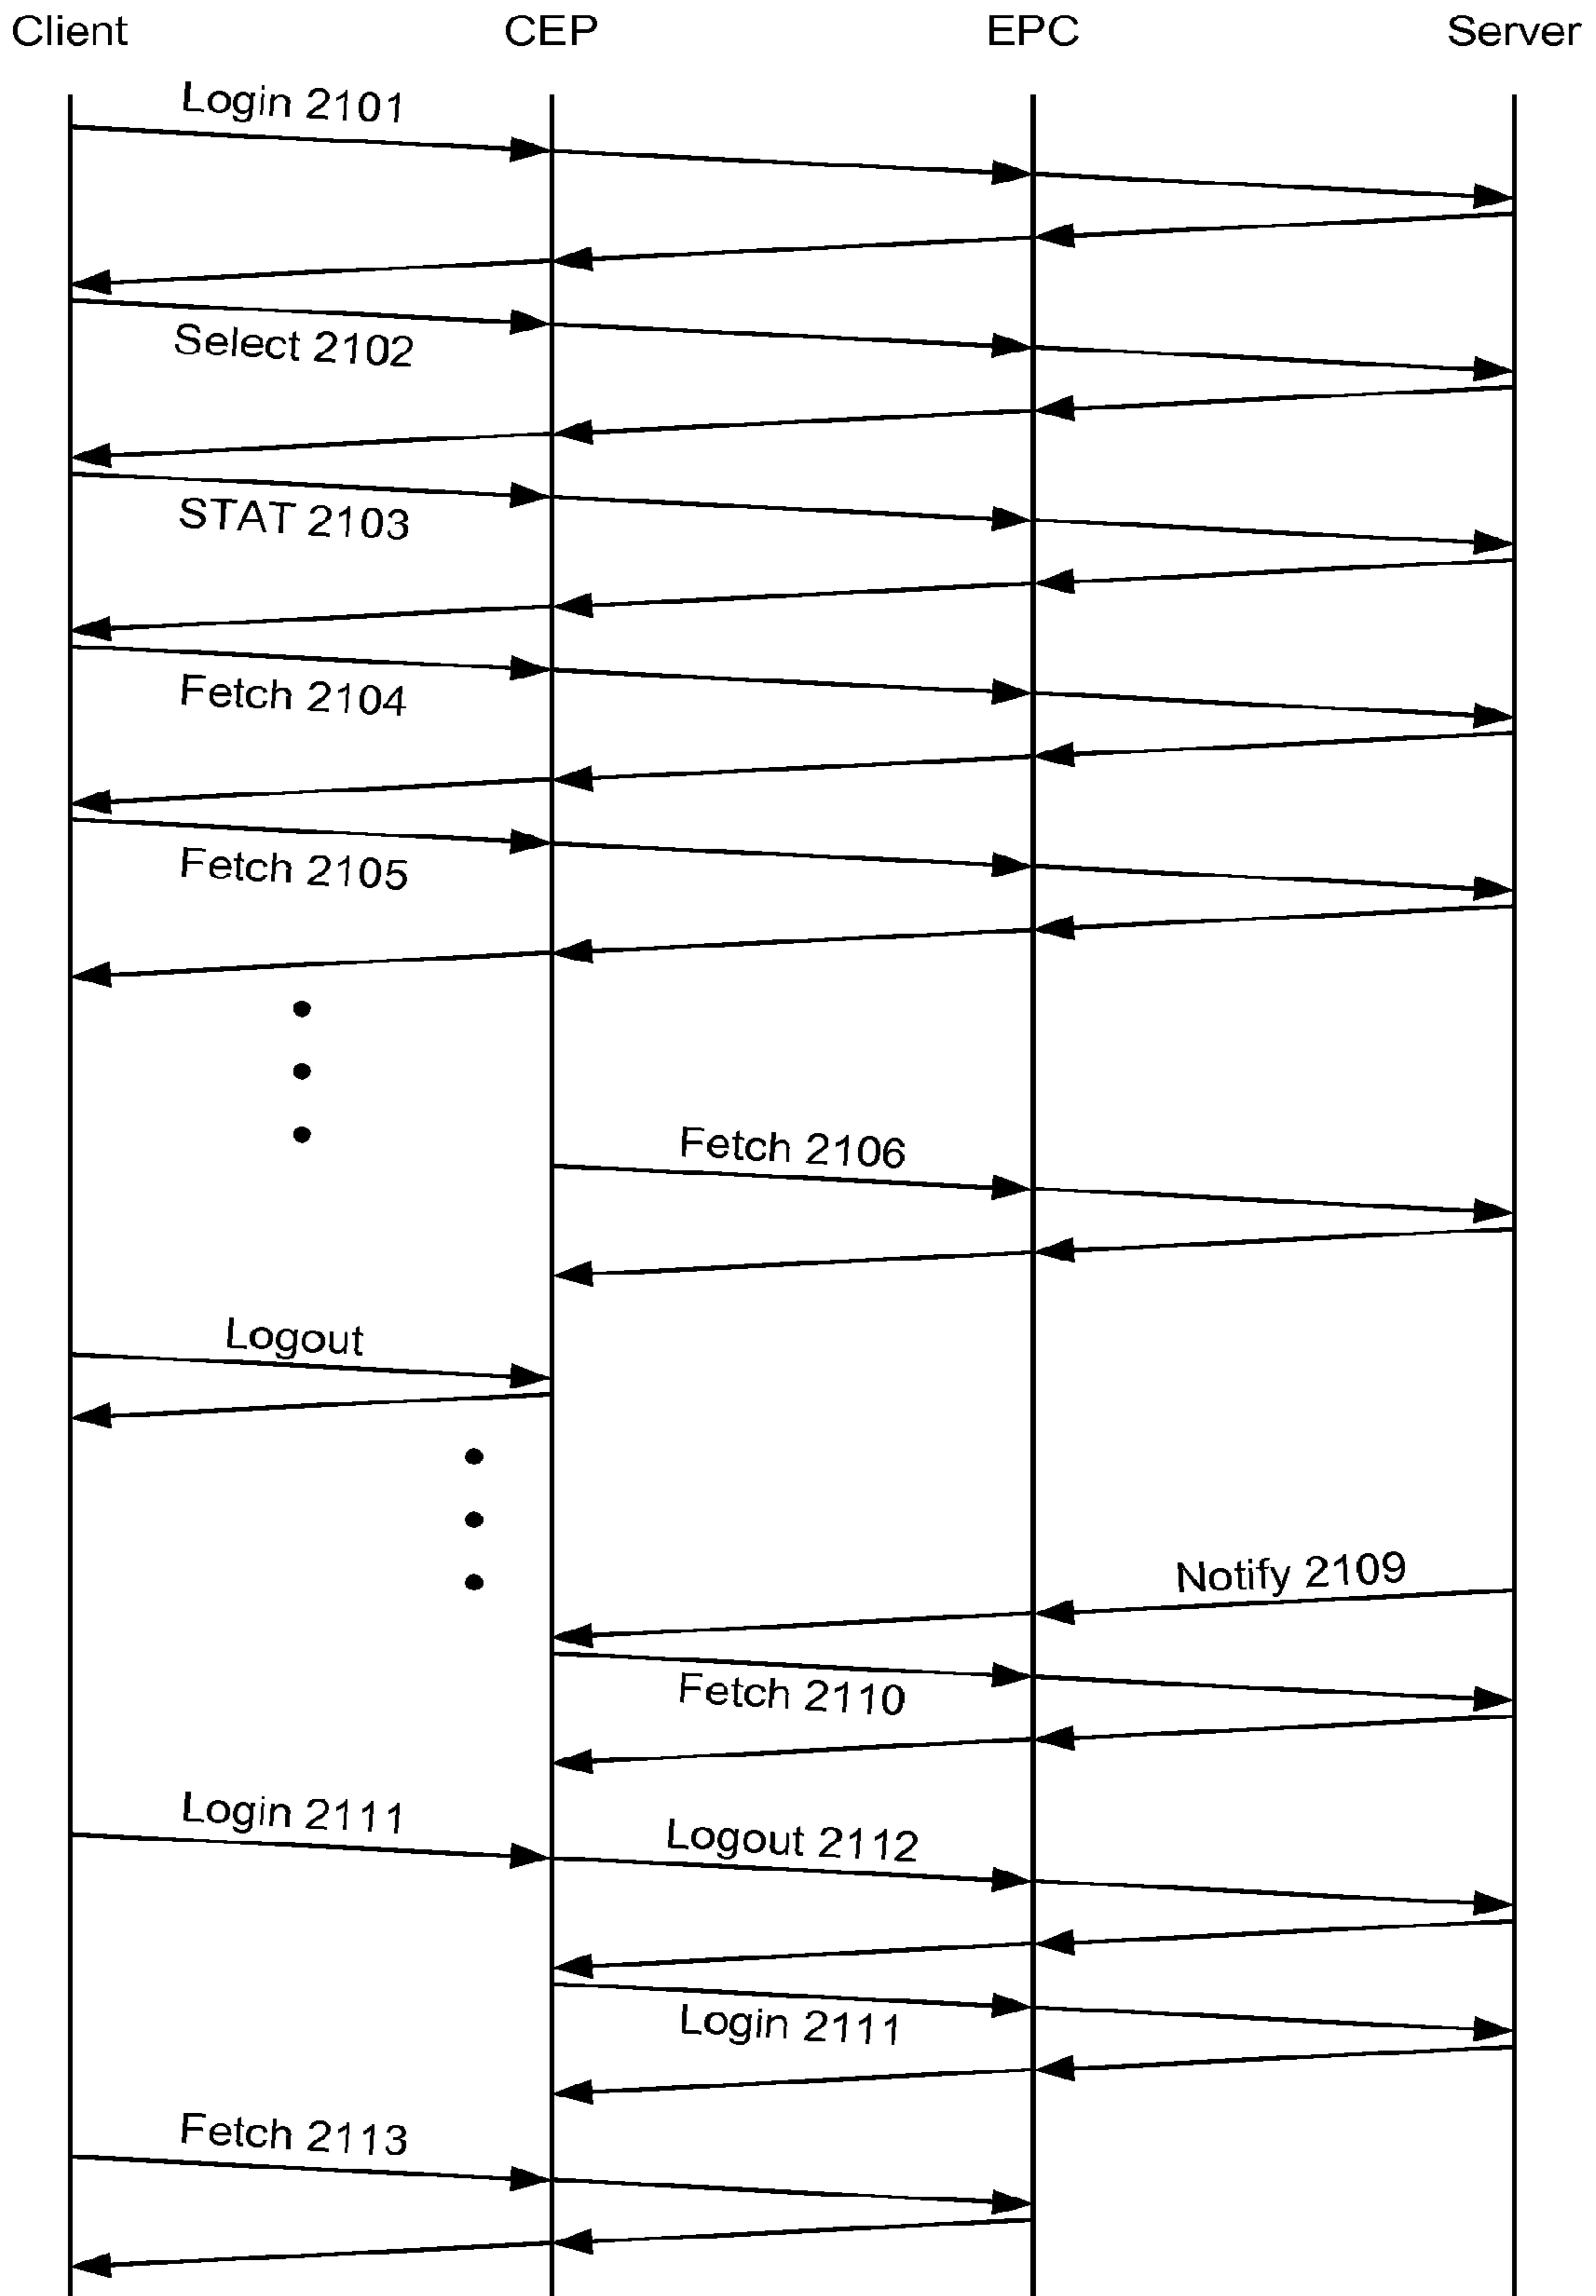 Client CEP EPC Server
Login 2101
Select 2102
STAT 2103
Fetch 2104
Fetch 2105
Fetch 2106
Logout
Notify 2109
Fetch 2110
Login 2111
Logout 2112
Login 2111
Fetch 2113